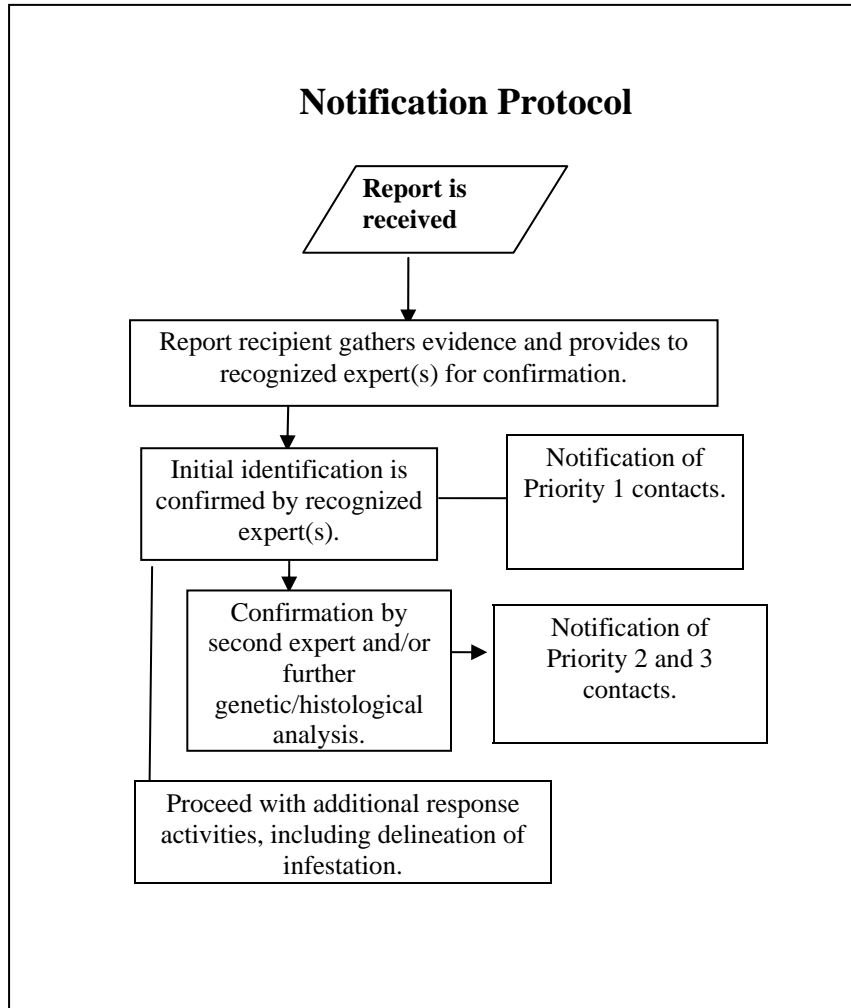 Notification Protocol
Report is
received
Report recipient gathers evidence and provides to
recognized expert(s) for confirmation.
Initial identification is
confirmed by recognized
expert(s).
Notification of
Priority 1 contacts.
Confirmation by
second expert and/or
further
genetic/histological
analysis.
Notification of
Priority 2 and 3
contacts.
Proceed with additional response
activities, including delineation of
infestation.